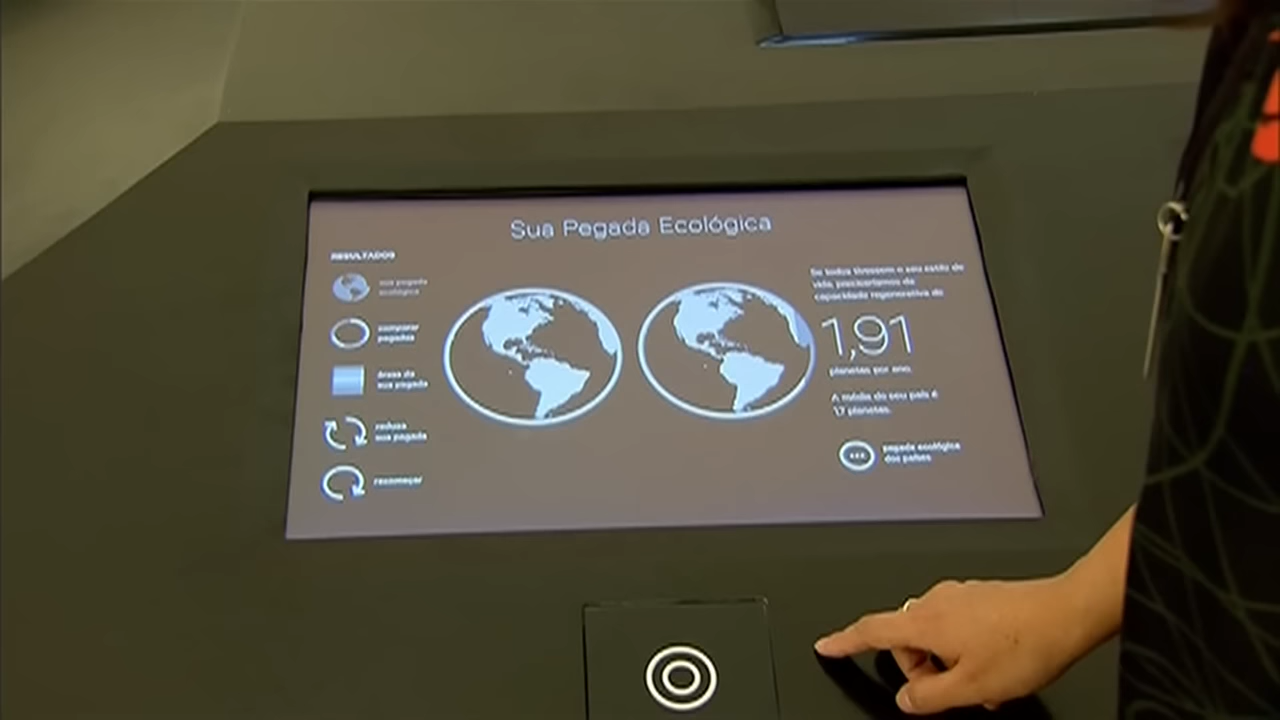 Sua Pegada Ecológica
RESULTADOS
sua pegada
ecológica
comparar
pegadas
áreas da
sua pegada
reduza
sua pegada
recomeçar
Se todos tivessem o seu estilo de
vida, precisaríamos da
capacidade regenerativa de
1,91
planetas por ano.
A média do seu país é
1,7 planetas.
pegada ecológica
dos países